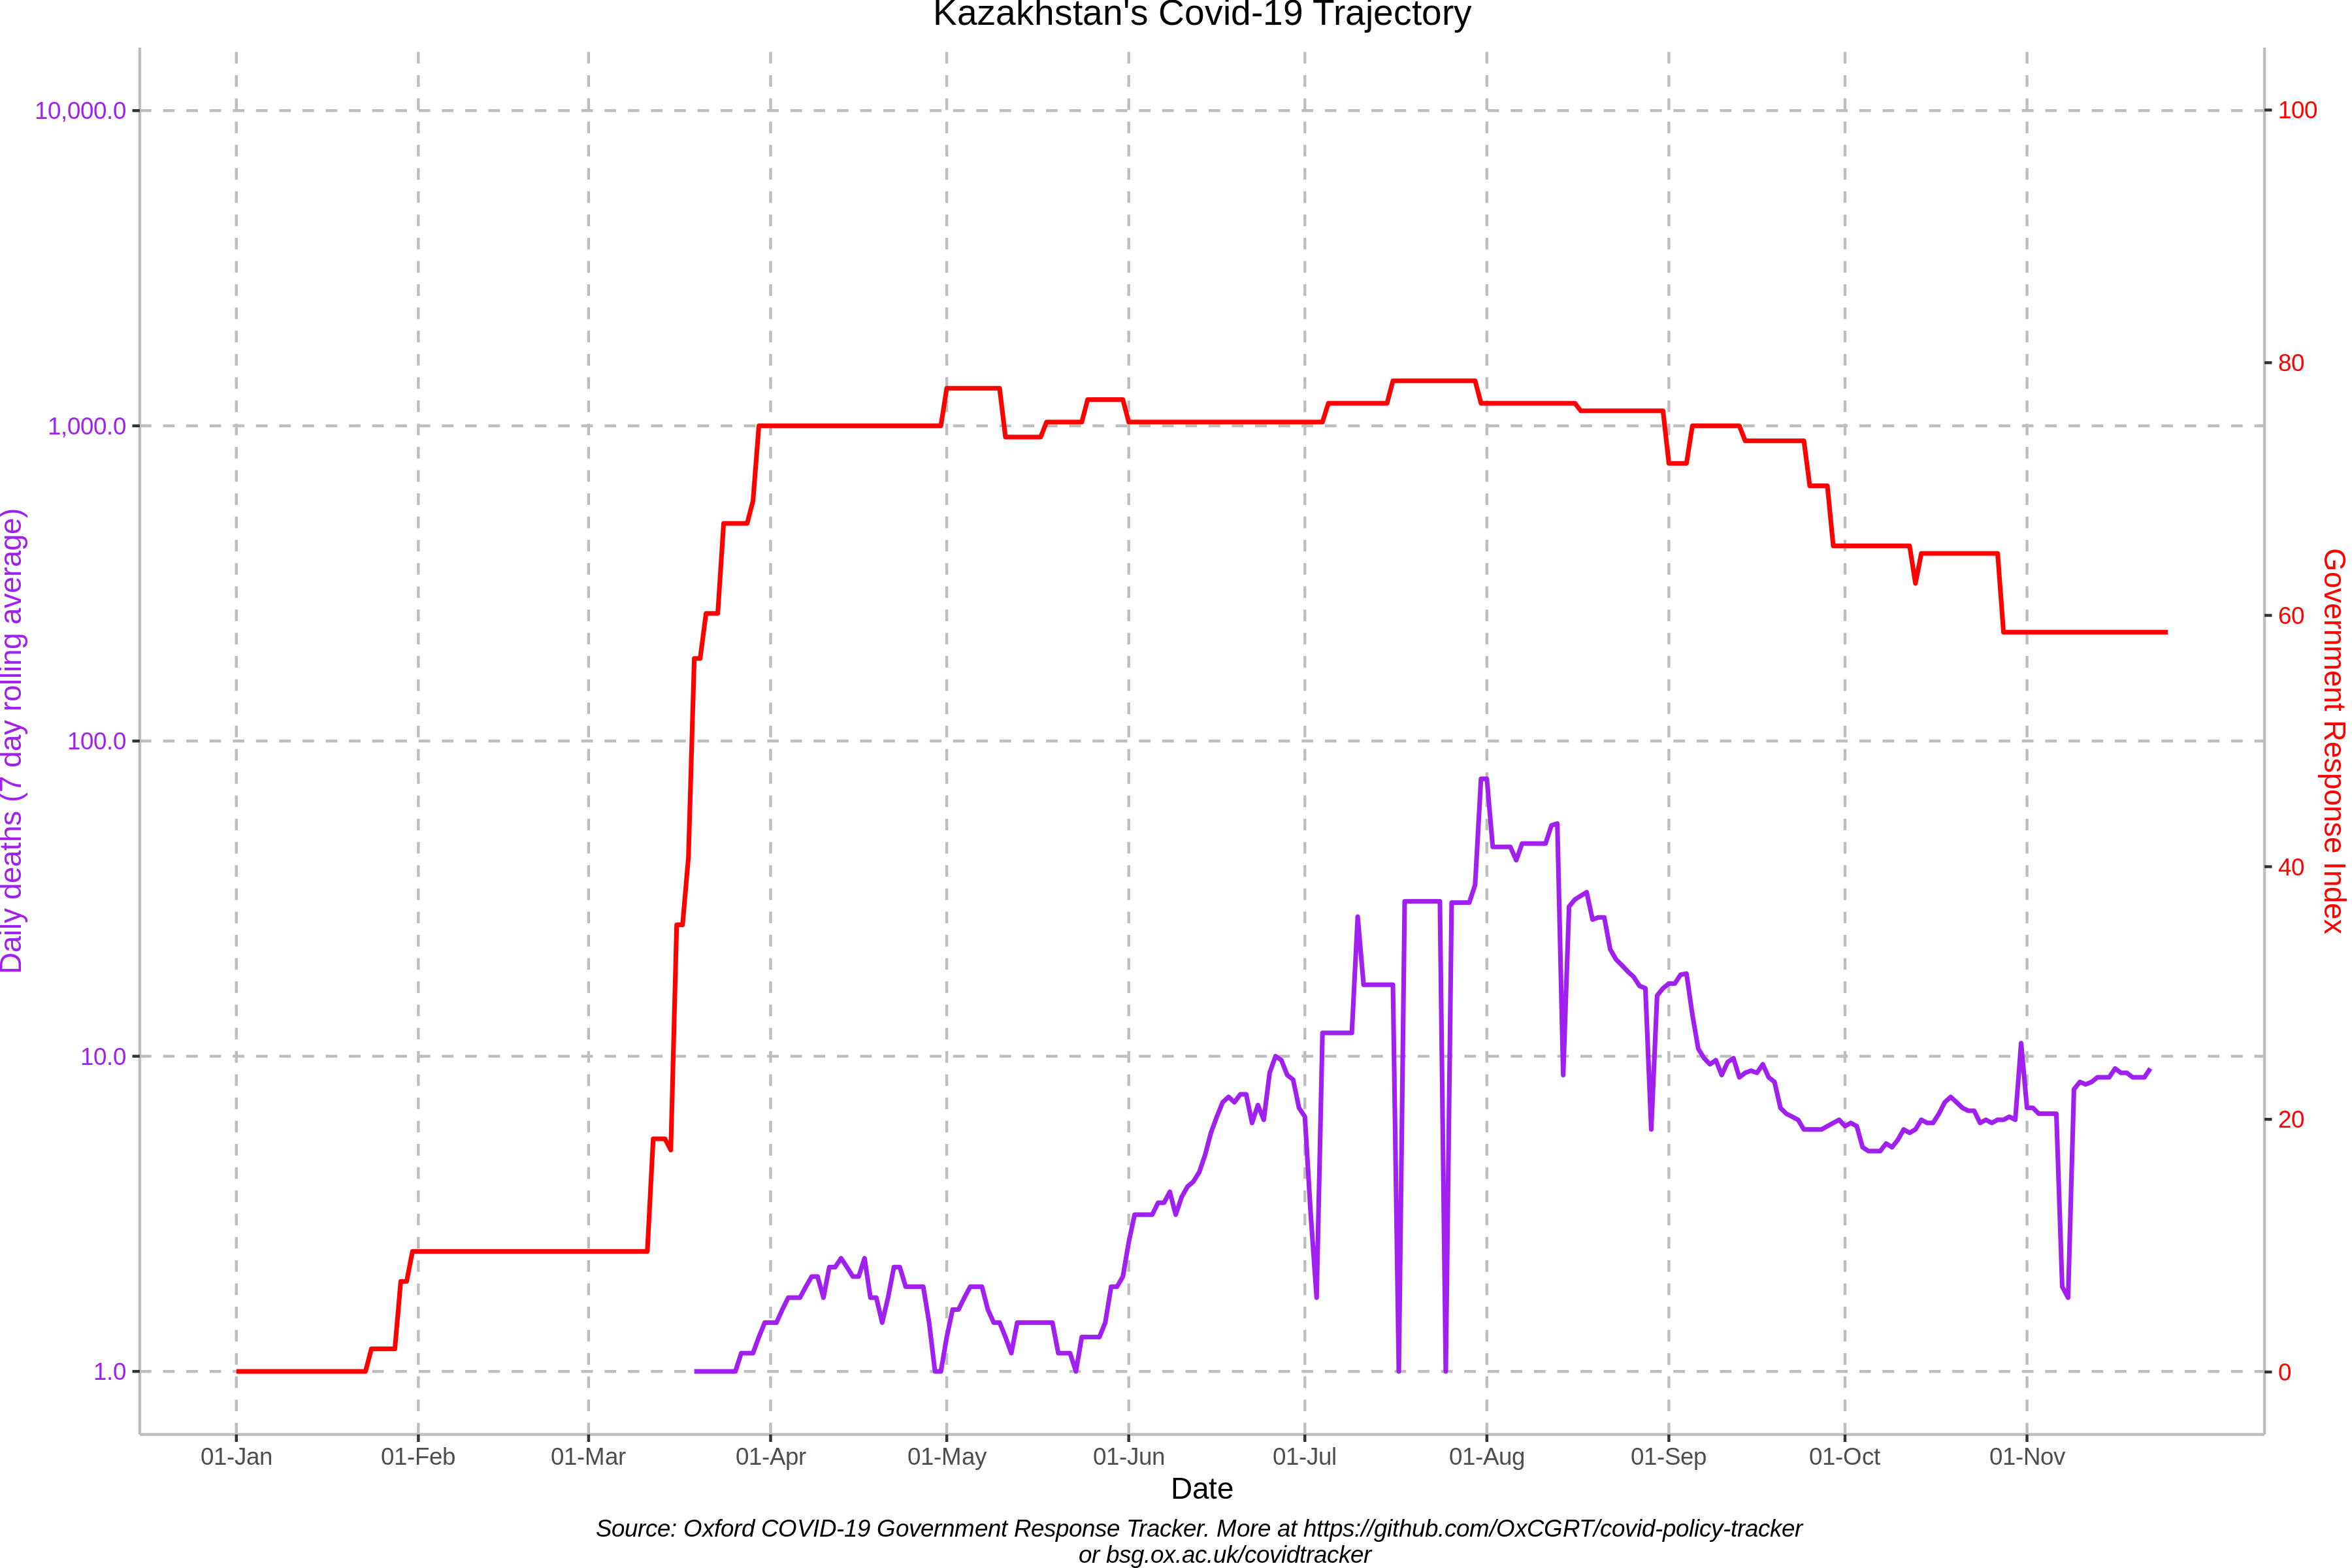 Kazakhstan's Covid-19 Trajectory
10,000.0
1,000.0
100.0
10.0
1.0
Daily deaths (7 day rolling average)
100
80
60
40
20
0
Government Response Index
01-Jan 01-Feb 01-Mar 01-Apr 01-May 01-Jun 01-Jul 01-Aug 01-Sep 01-Oct 01-Nov
Date
Source: Oxford COVID-19 Government Response Tracker. More at https://github.com/OxCGRT/covid-policy-tracker
or bsg.ox.ac.uk/covidtracker